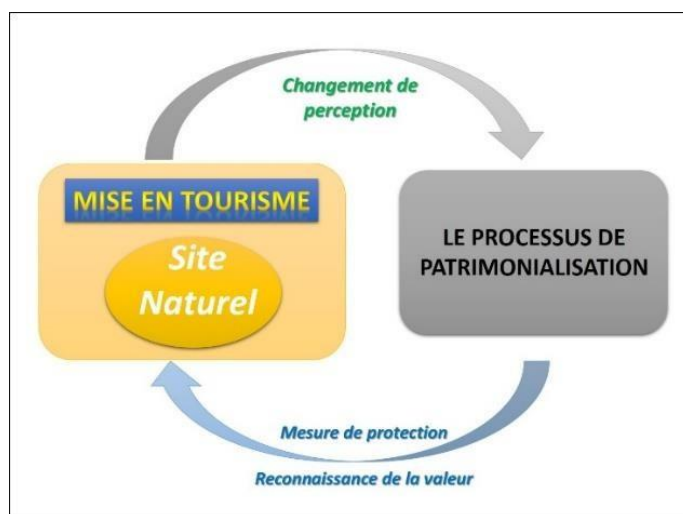 Changement de
perception
MISE EN TOURISME
Site
Naturel
LE PROCESSUS DE
PATRIMONIALISATION
Mesure de protection
Reconnaissance de la valeur